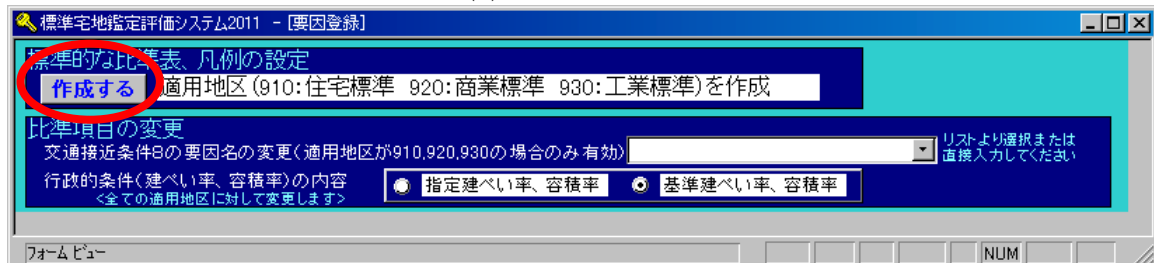 標準宅地鑑定評価システム2011 - [要因登録]
標準的な比準表、凡例の設定
作成する 適用地区(910:住宅標準 920:商業標準 930:工業標準)を作成
比準項目の変更
交通接近条件8の要因名の変更(適用地区が910,920,930の場合のみ有効)
リストより選択または
直接入力してください
行政的条件(建ぺい率、容積率)の内容
<全ての適用地区に対して変更します>
指定建ぺい率、容積率
基準建ぺい率、容積率
フォーム ビュー
NUM